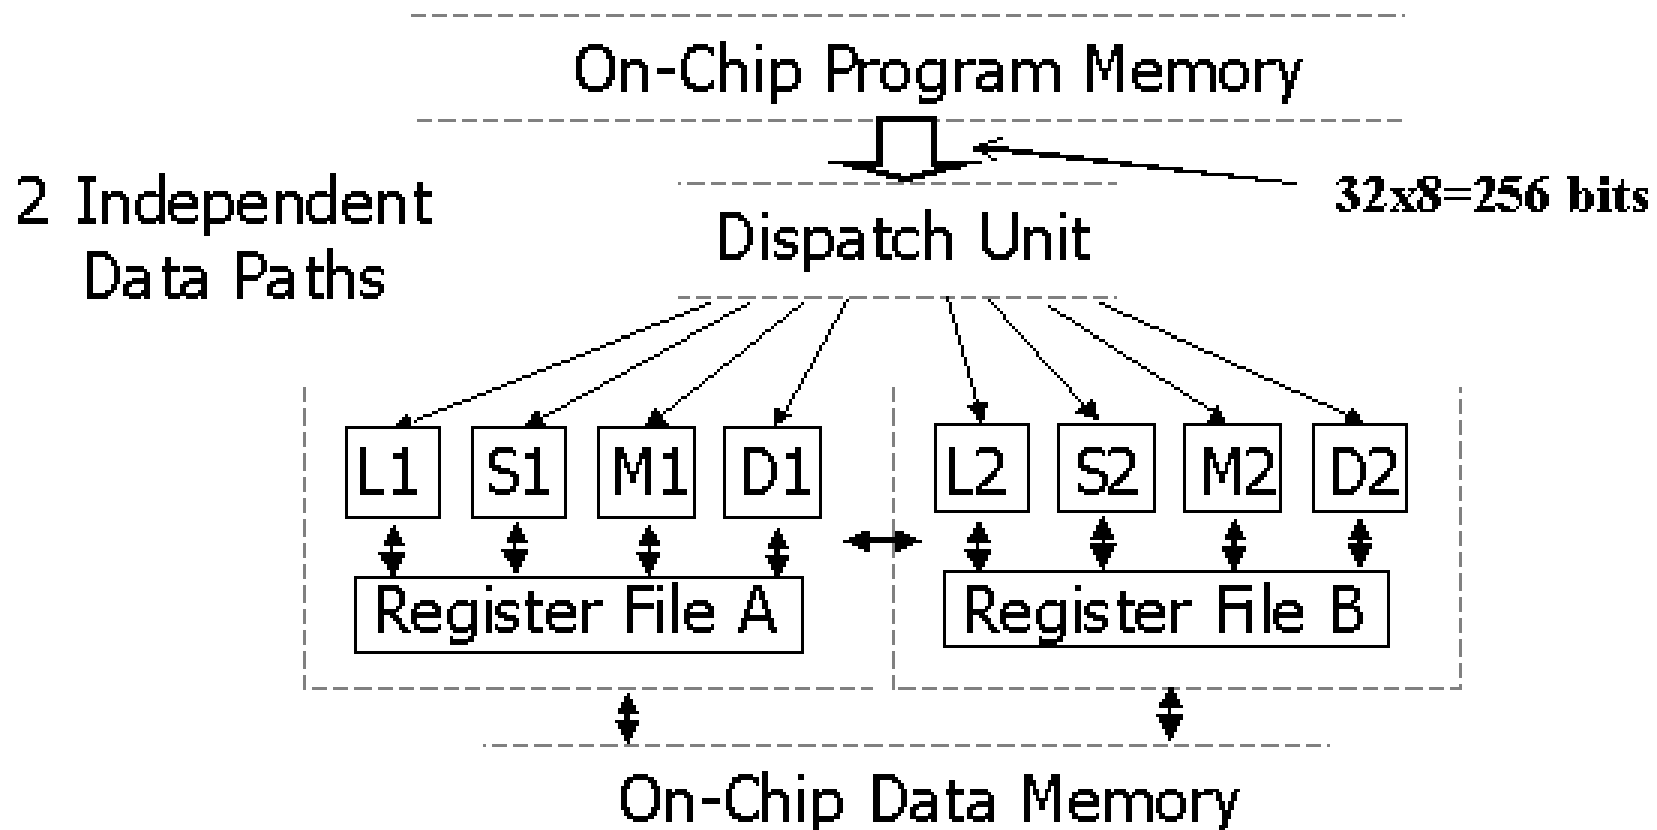 On-Chip Program Memory
32x8=256 bits
2 Independent
Data Paths
Dispatch Unit
L1 S1 M1 D1 L2 S2 M2 D2
Register File A Register File B
On-Chip Data Memory